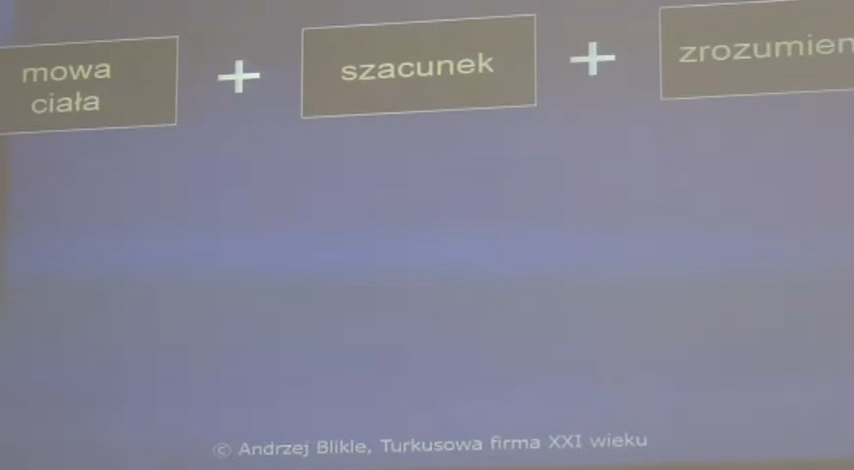 mowa
ciała
+
szacunek
+
© Andrzej Blikle, Turkusowa firma XXI wieku